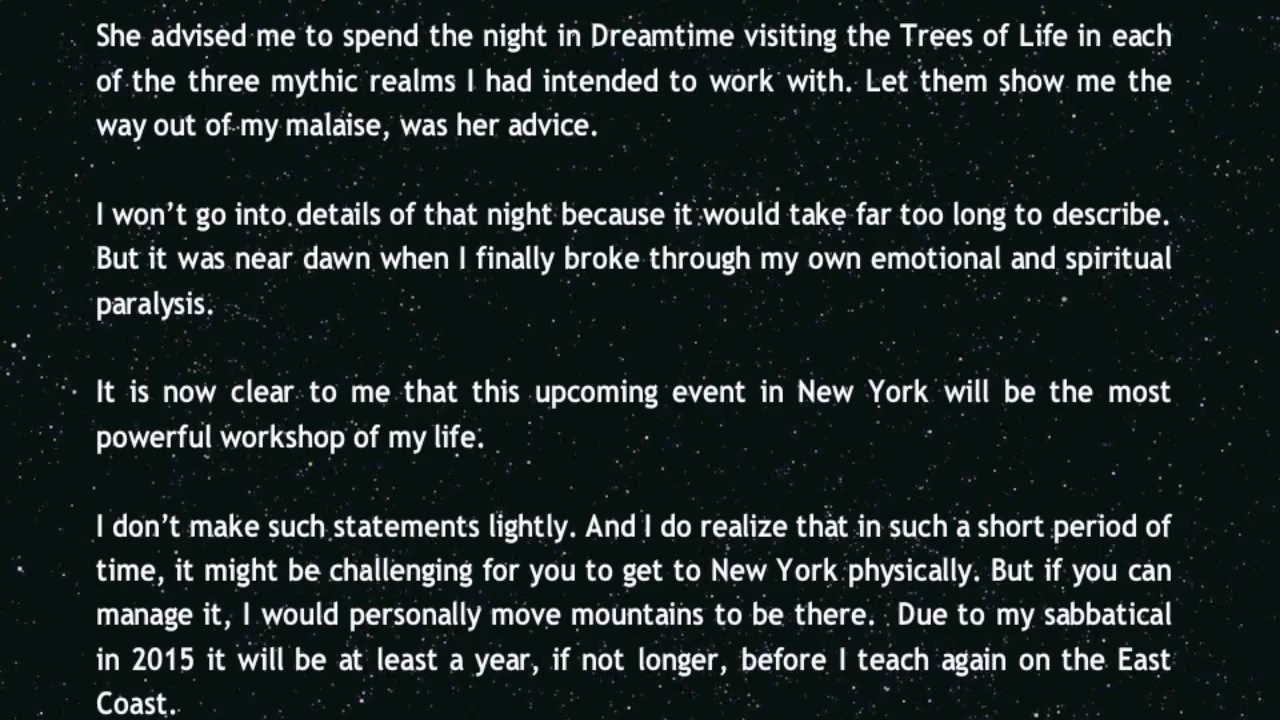 She advised me to spend the night in Dreamtime visiting the Trees of Life in each
of the three mythic realms I had intended to work with. Let them show me the
way out of my malaise, was her advice.
I won’t go into details of that night because it would take far too long to describe.
But it was near dawn when I finally broke through my own emotional and spiritual
paralysis.
It is now clear to me that this upcoming event in New York will be the most
powerful workshop of my life.
I don’t make such statements lightly. And I do realize that in such a short period of
time, it might be challenging for you to get to New York physically. But if you can
manage it, I would personally move mountains to be there.  Due to my sabbatical
in 2015 it will be at least a year, if not longer, before I teach again on the East
Coast.